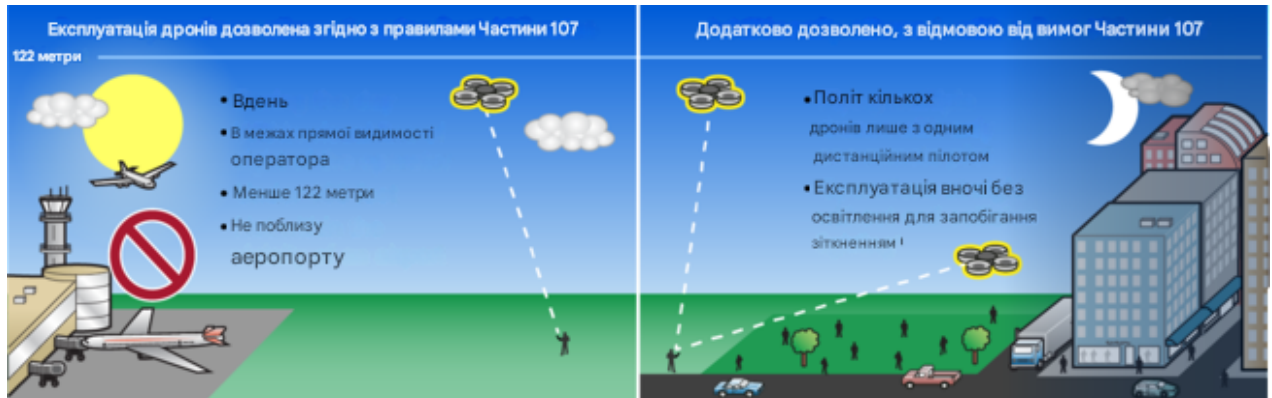 Експлуатація дронів дозволена згідно з правилами Частини 107
122 метри
• Вдень
• В межах прямої видимості
оператора
• Менше 122 метри
• Не поблизу
аеропорту
Додатково дозволено, з відмовою від вимог Частини 107
• Політ кількох
дронів лише з одним
дистанційним пілотом
• Експлуатація вночі без
освітлення для запобігання
зіткненням ¹